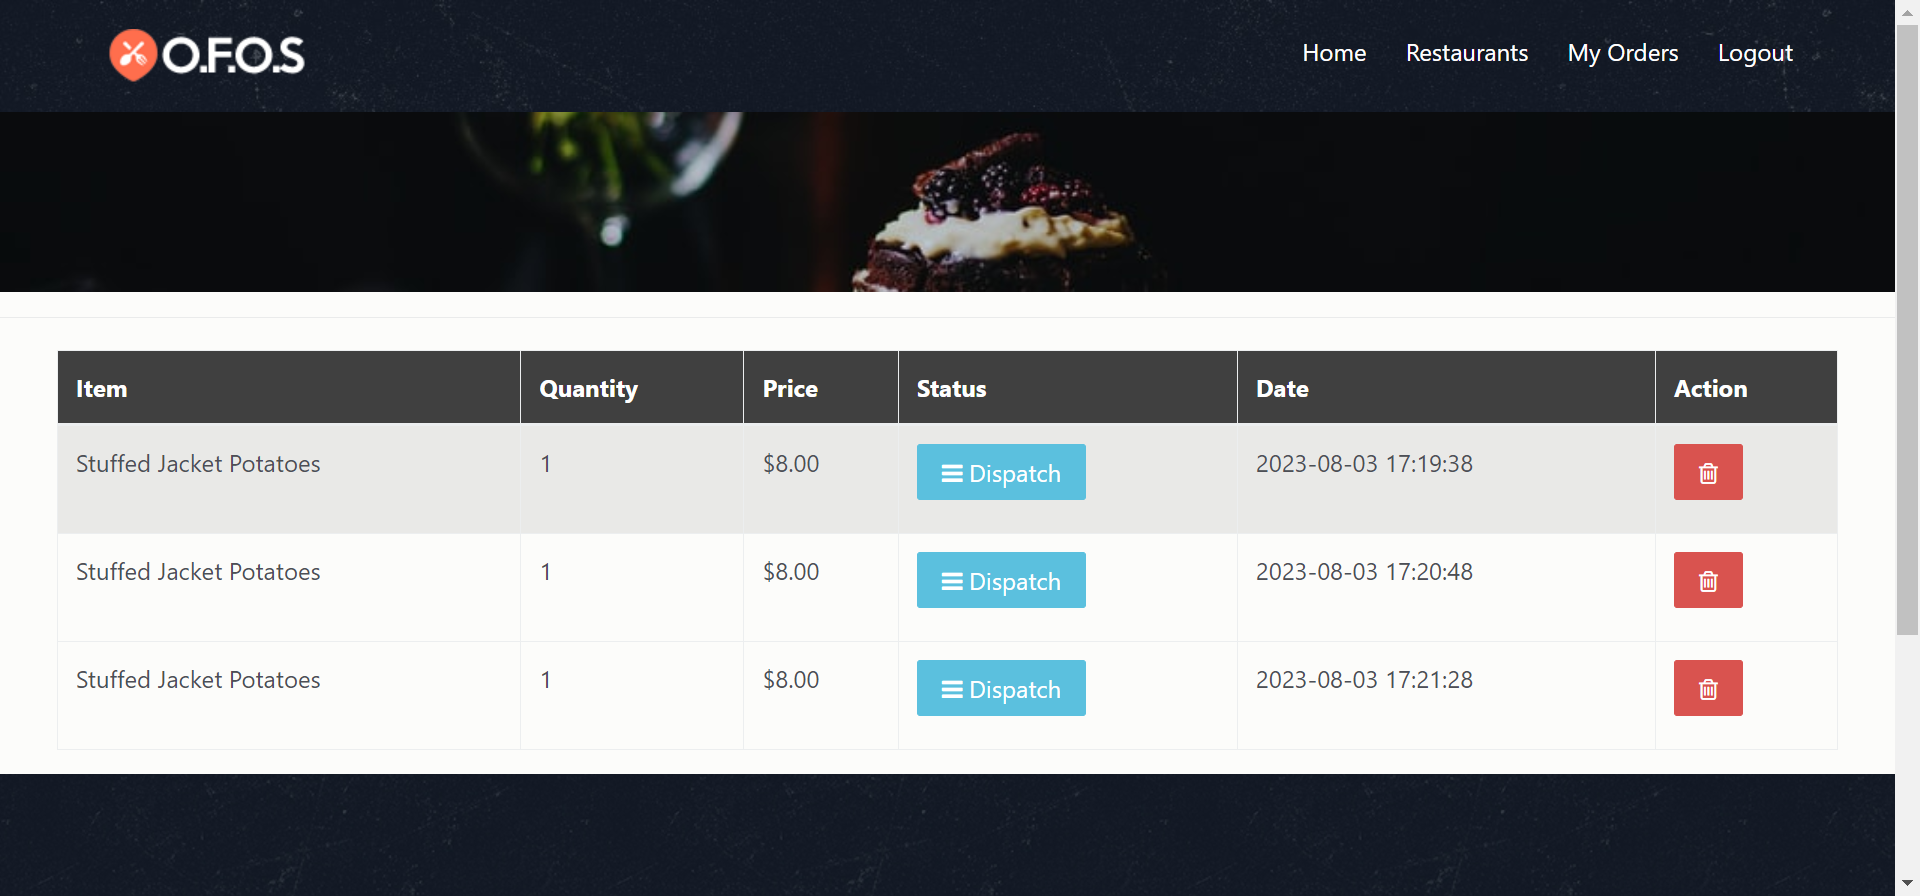 O.F.O.S
Home Restaurants My Orders Logout
Item Quantity Price Status Date Action
Stuffed Jacket Potatoes 1 $8.00 Dispatch 2023-08-03 17:19:38
Stuffed Jacket Potatoes 1 $8.00 Dispatch 2023-08-03 17:20:48
Stuffed Jacket Potatoes 1 $8.00 Dispatch 2023-08-03 17:21:28